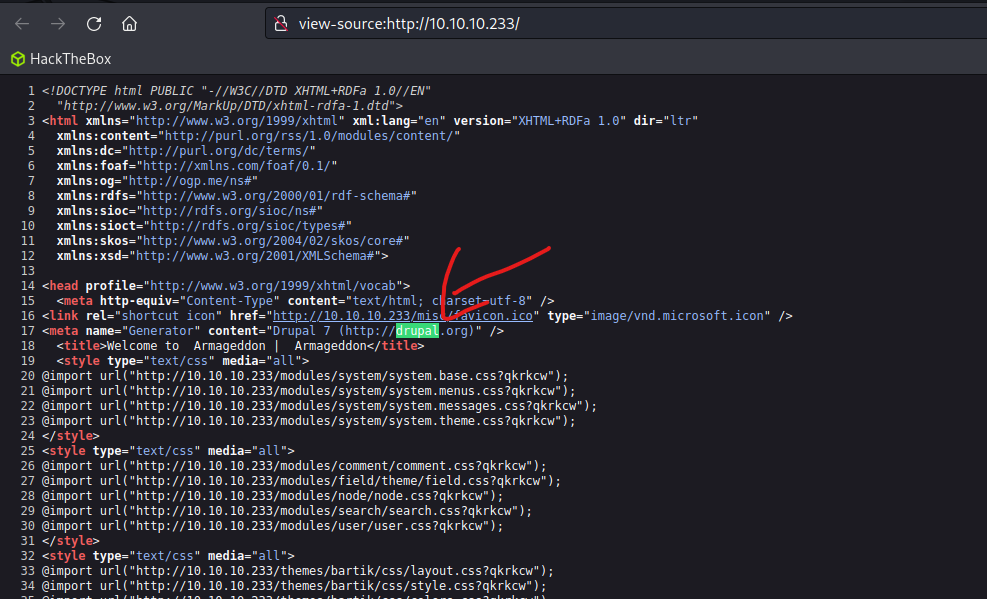 view-source:http://10.10.10.233/
HackTheBox
1 <!DOCTYPE html PUBLIC "-//W3C//DTD XHTML+RDFa 1.0//EN"
2 "http://www.w3.org/MarkUp/DTD/xhtml-rdfa-1.dtd">
3 <html xmlns="http://www.w3.org/1999/xhtml" xml:lang="en" version="XHTML+RDFa 1.0" dir="ltr"
4 xmlns:content="http://purl.org/rss/1.0/modules/content/"
5 xmlns:dc="http://purl.org/dc/terms/"
6 xmlns:foaf="http://xmlns.com/foaf/0.1/"
7 xmlns:og="http://ogp.me/ns#"
8 xmlns:rdfs="http://www.w3.org/2000/01/rdf-schema#"
9 xmlns:sioc="http://rdfs.org/sioc/ns#"
10 xmlns:sioct="http://rdfs.org/sioc/types#"
11 xmlns:skos="http://www.w3.org/2004/02/skos/core#"
12 xmlns:xsd="http://www.w3.org/2001/XMLSchema#">
13
14 <head profile="http://www.w3.org/1999/xhtml/vocab">
15 <meta http-equiv="Content-Type" content="text/html; charset=utf-8" />
16 <link rel="shortcut icon" href="http://10.10.10.233/misc/favicon.ico" type="image/vnd.microsoft.icon" />
17 <meta name="Generator" content="Drupal 7 (http://drupal.org)" />
18 <title>Welcome to  Armageddon |  Armageddon</title>
19 <style type="text/css" media="all">
20 @import url("http://10.10.10.233/modules/system/system.base.css?qkrkcw");
21 @import url("http://10.10.10.233/modules/system/system.menus.css?qkrkcw");
22 @import url("http://10.10.10.233/modules/system/system.messages.css?qkrkcw");
23 @import url("http://10.10.10.233/modules/system/system.theme.css?qkrkcw");
24 </style>
25 <style type="text/css" media="all">
26 @import url("http://10.10.10.233/modules/comment/comment.css?qkrkcw");
27 @import url("http://10.10.10.233/modules/field/theme/field.css?qkrkcw");
28 @import url("http://10.10.10.233/modules/node/node.css?qkrkcw");
29 @import url("http://10.10.10.233/modules/search/search.css?qkrkcw");
30 @import url("http://10.10.10.233/modules/user/user.css?qkrkcw");
31 </style>
32 <style type="text/css" media="all">
33 @import url("http://10.10.10.233/themes/bartik/css/layout.css?qkrkcw");
34 @import url("http://10.10.10.233/themes/bartik/css/style.css?qkrkcw");